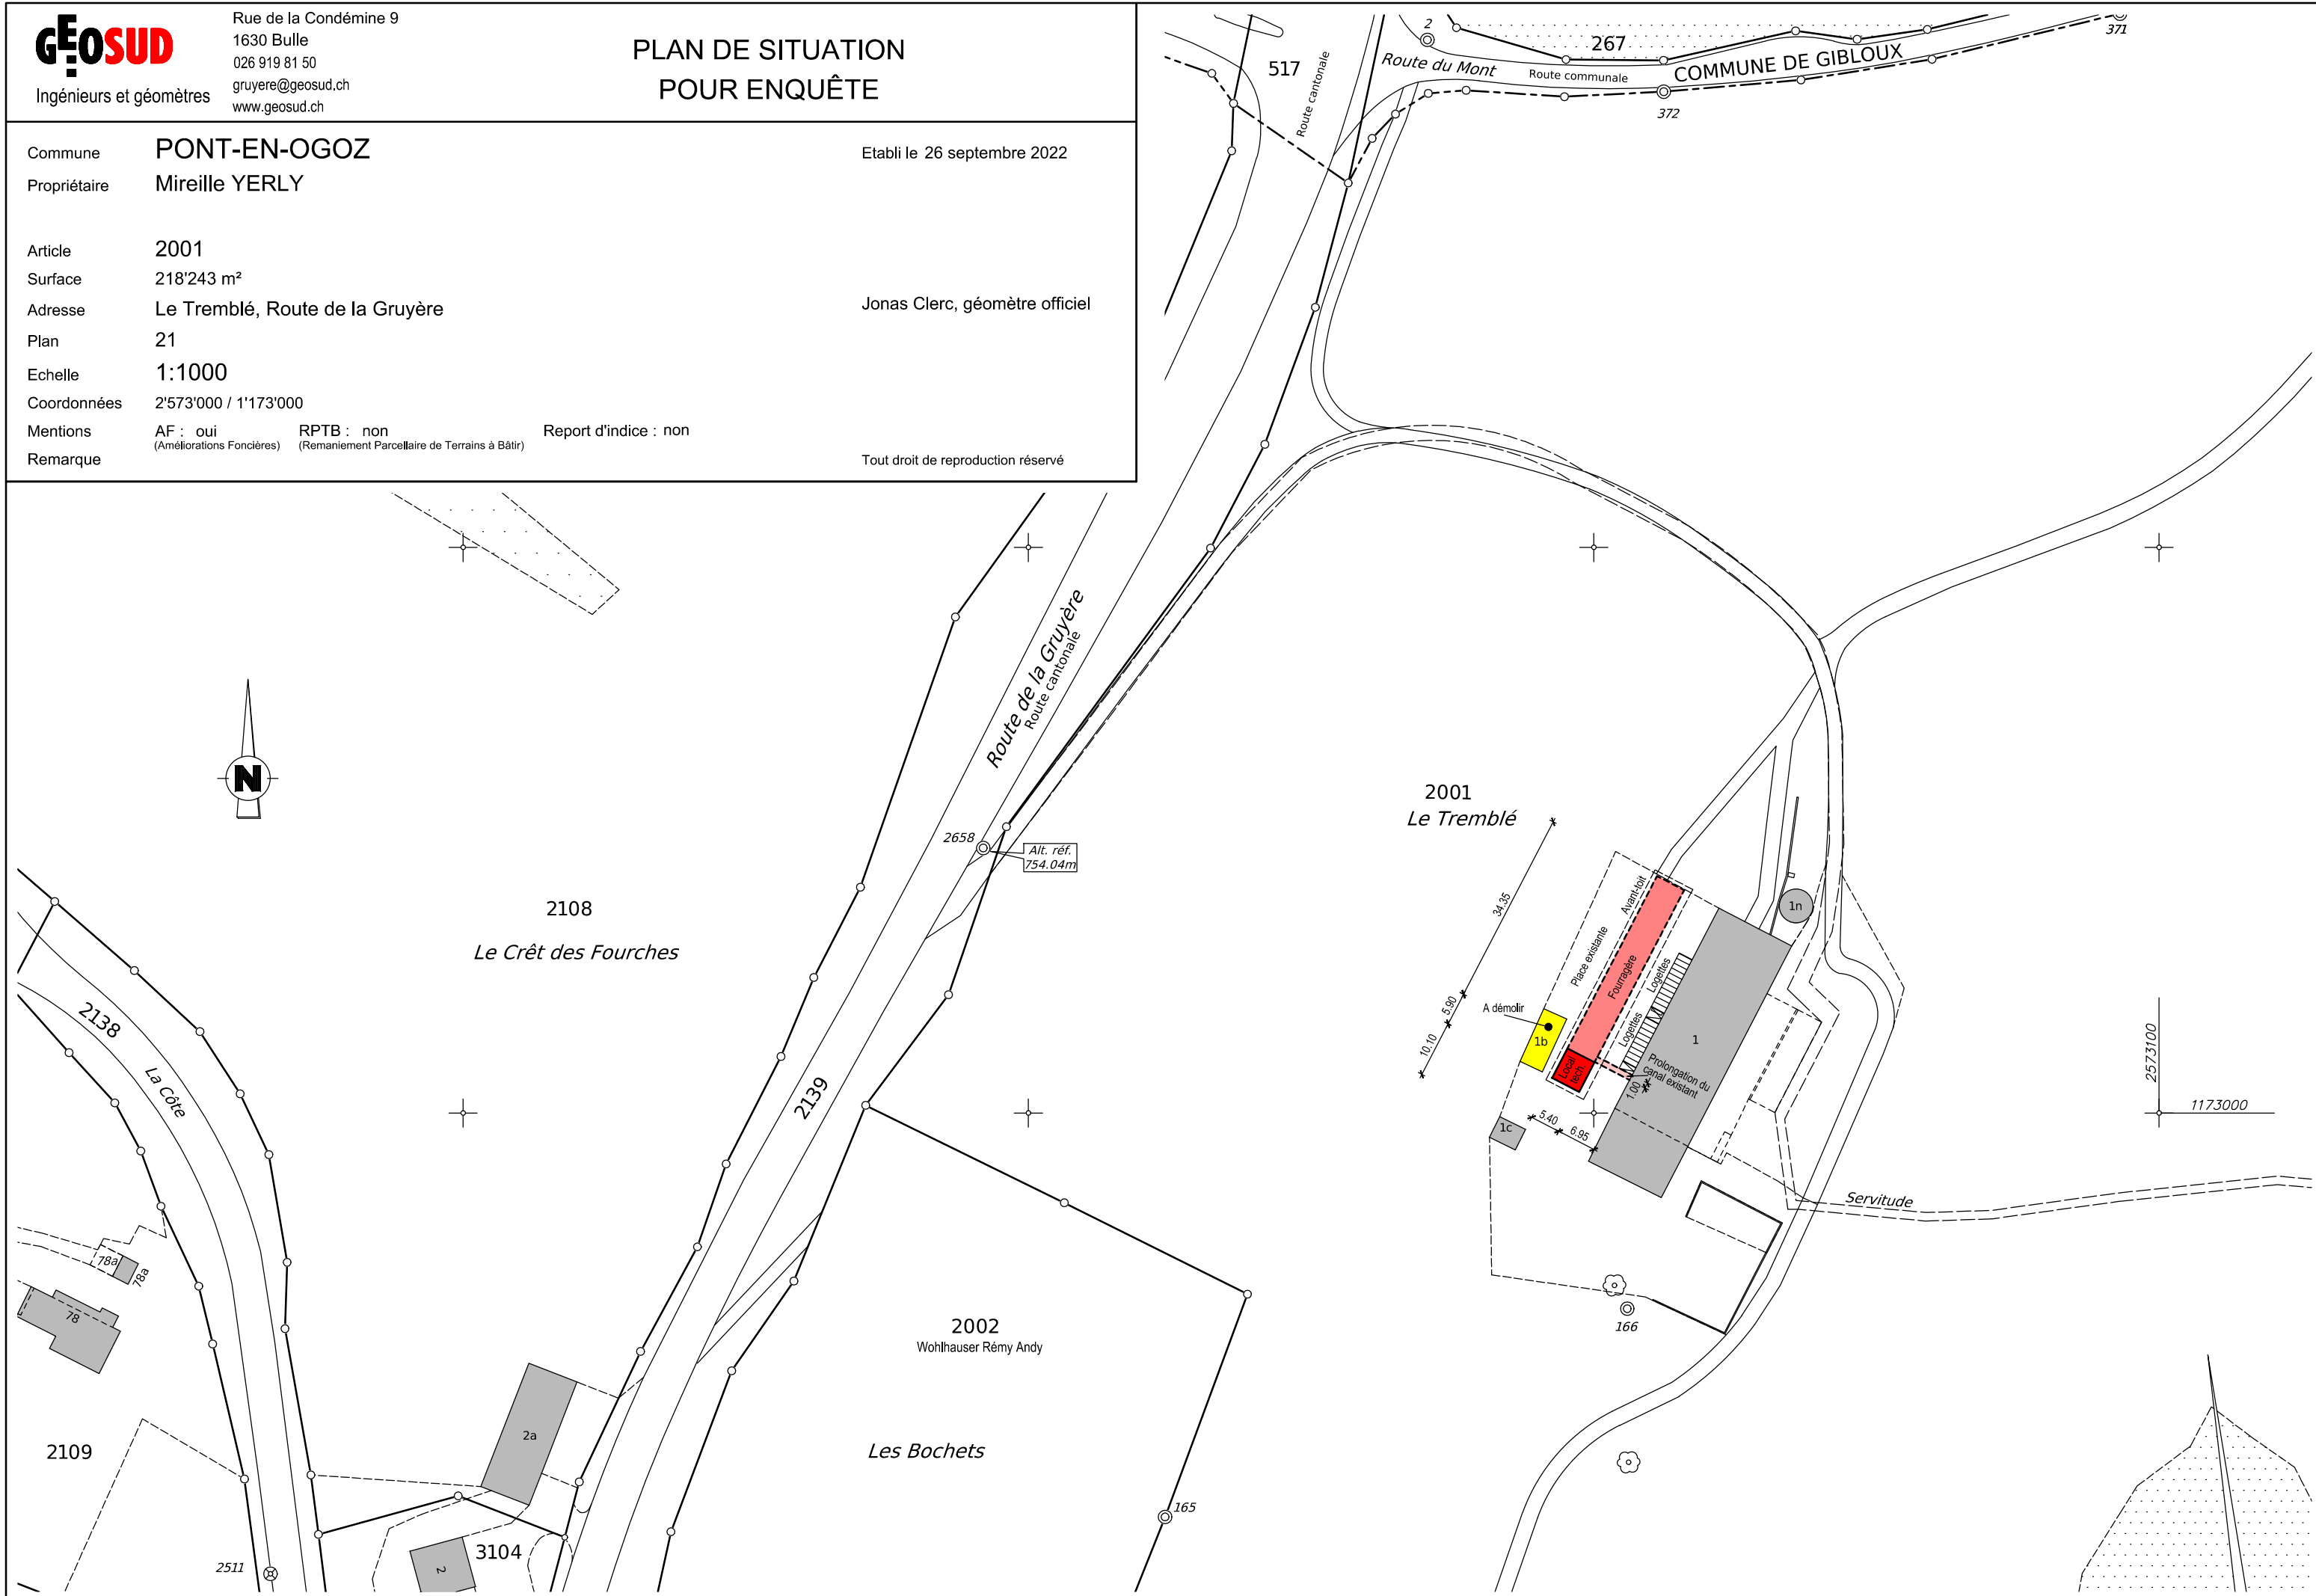 GEOSUD
Ingénieurs et géomètres
Rue de la Condémine 9
1630 Bulle
026 919 81 50
gruyere@geosud.ch
www.geosud.ch
PLAN DE SITUATION
POUR ENQUÊTE
Commune PONT-EN-OGOZ
Etabli le 26 septembre 2022
Propriétaire Mireille YERLY
Article 2001
Surface 218'243 m²
Adresse Le Tremblé, Route de la Gruyère
Jonas Clerc, géomètre officiel
Plan 21
Echelle 1:1000
Coordonnées 2'573'000 / 1'173'000
Mentions AF : oui RPTB : non Report d'indice : non
(Améliorations Foncières) (Remaniement Parcellaire de Terrains à Bâtir)
Remarque
Tout droit de reproduction réservé
517
Route cantonale
2
Route du Mont
Route communale
267
COMMUNE DE GIBLOUX
371
372
Route de la Gruyère
Route cantonale
2658
Alt. réf.
754.04m
2001
Le Tremblé
34.35
5.90
10.10
Avant-toit
Place existante
Fourragère
Logettes
Logettes
A démolir
1b
Local
tech.
1n
1
Prolongation du
canal existant
1.00
5.40
6.95
1c
2573100
1173000
Servitude
166
N
2108
Le Crêt des Fourches
2138
La Côte
2139
78a
78a
78
2109
2a
2002
Wohlhauser Rémy Andy
Les Bochets
165
3104
2
2511